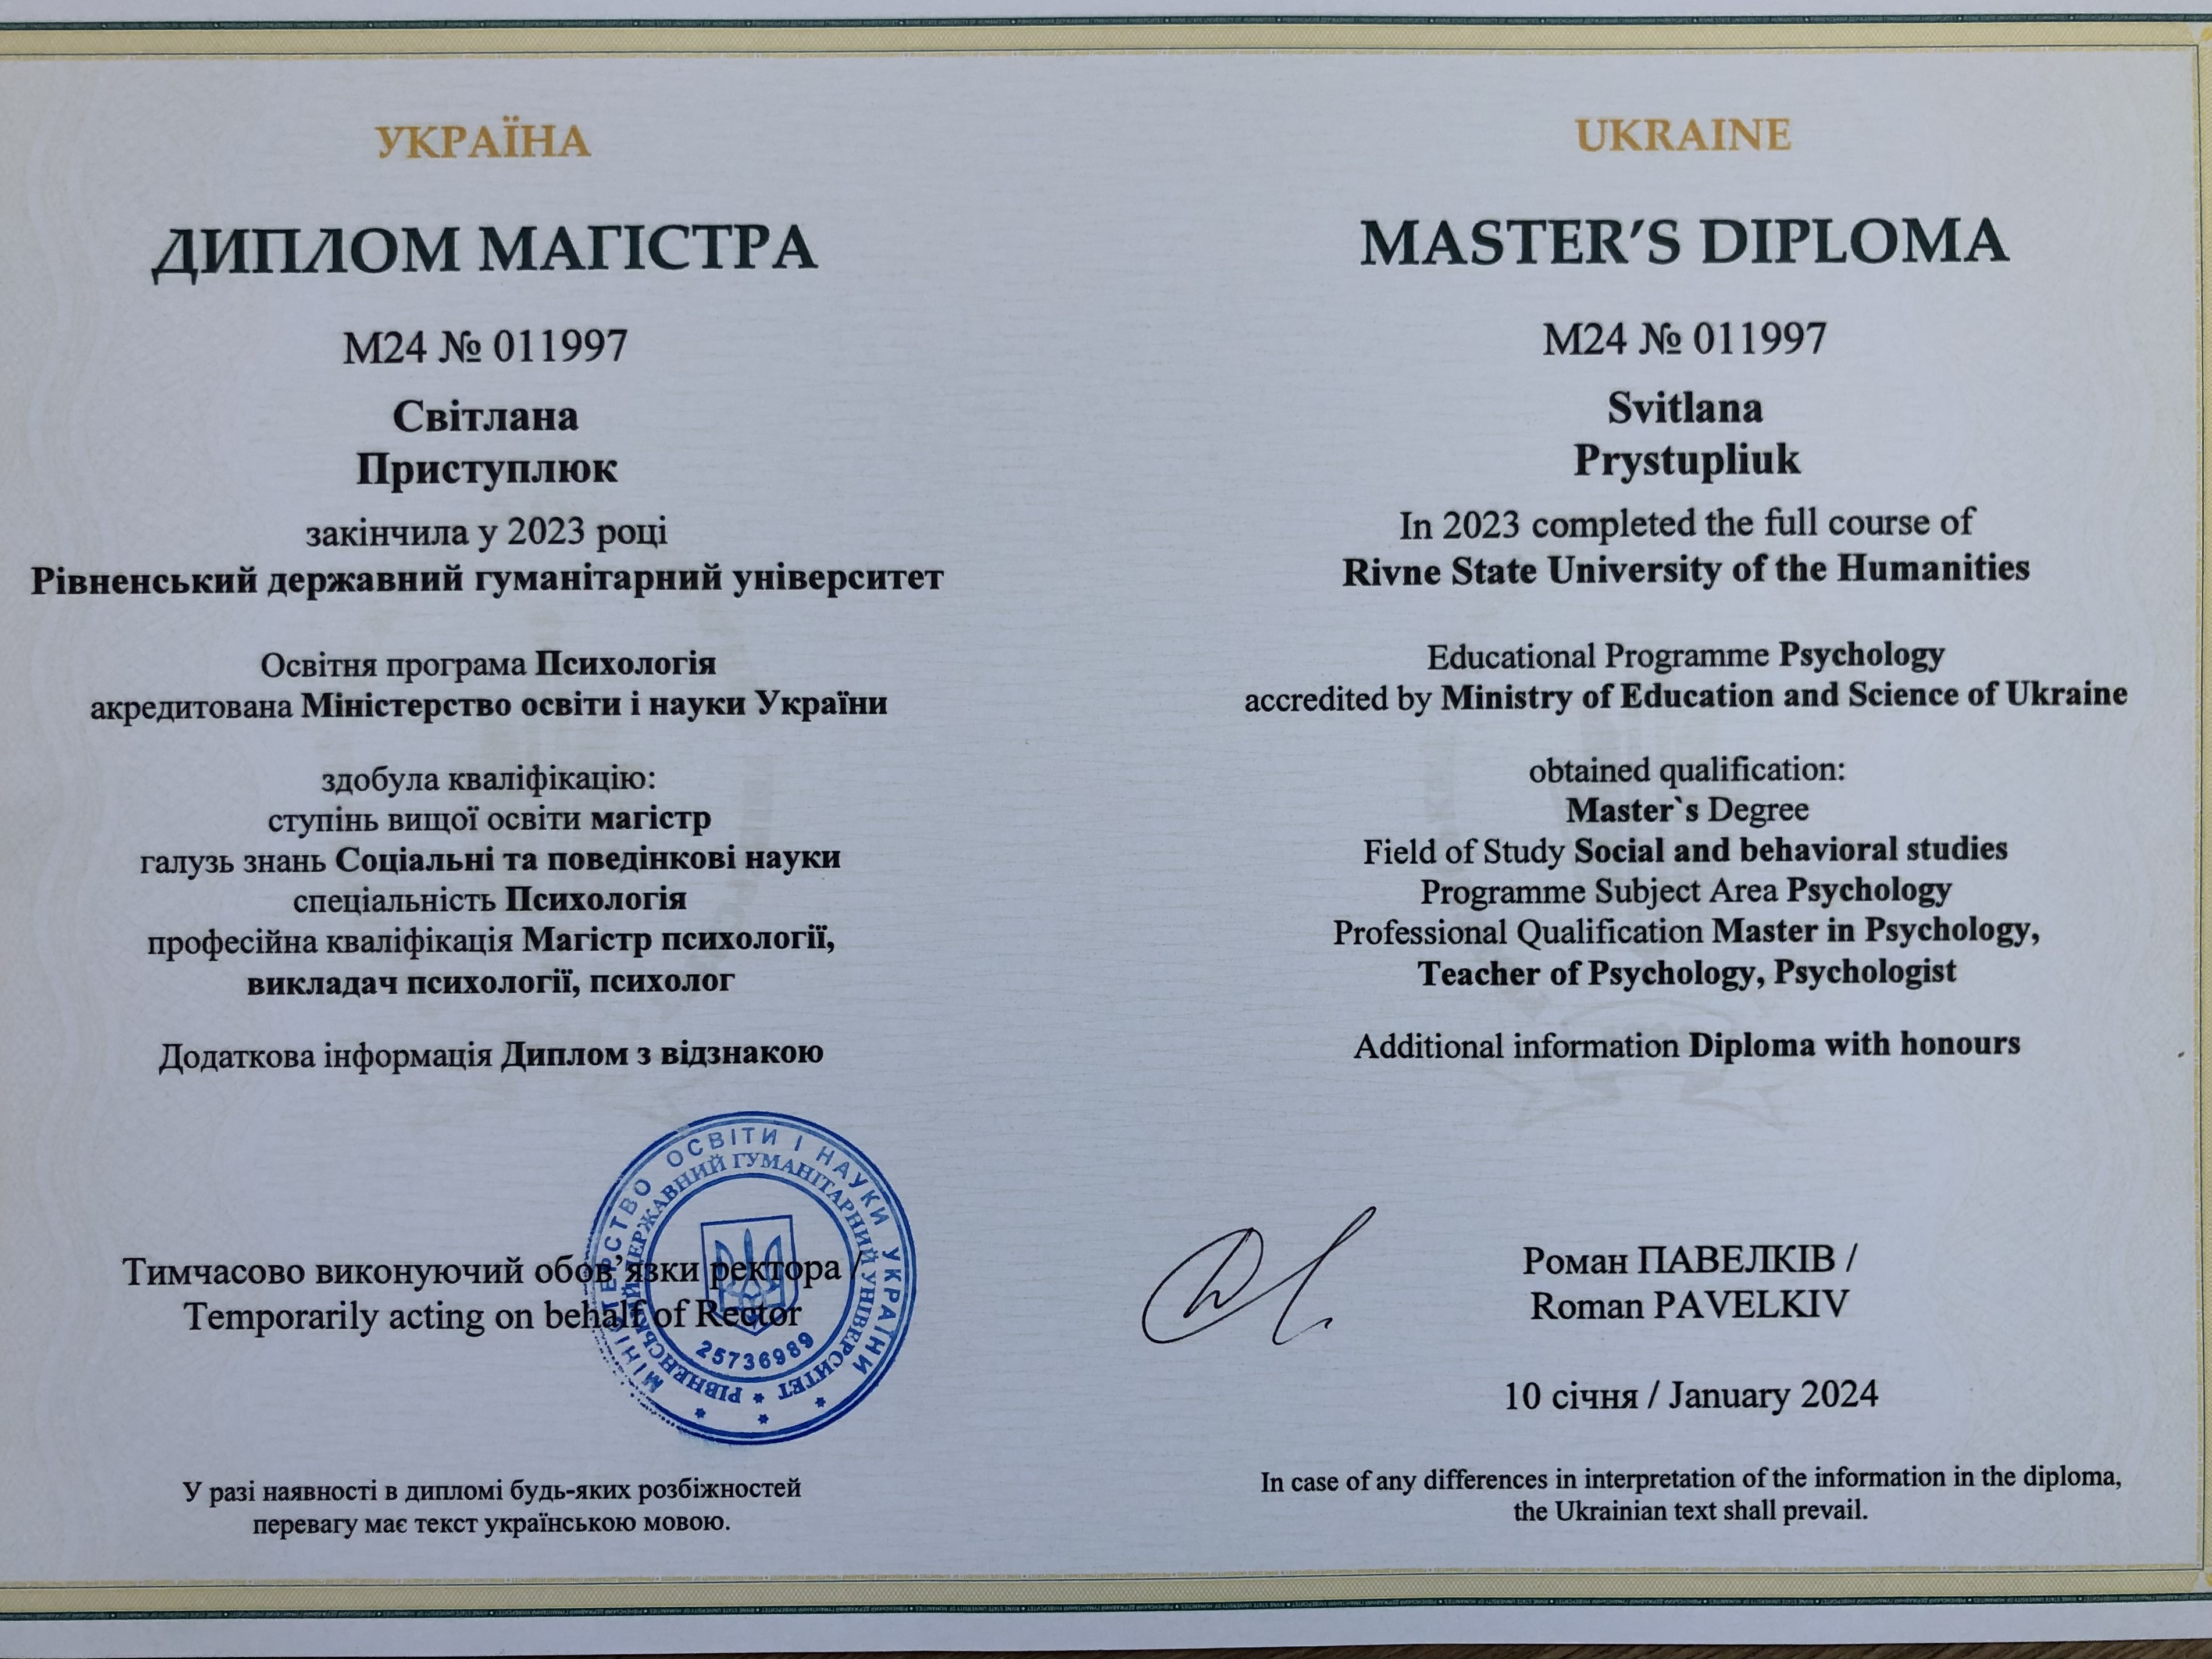 УКРАЇНА
ДИПЛОМ МАГІСТРА
М24 № 011997
Світлана
Приступлюк
закінчила у 2023 році
Рівненський державний гуманітарний університет
Освітня програма Психологія
акредитована Міністерство освіти і науки України
здобула кваліфікацію:
ступінь вищої освіти магістр
галузь знань Соціальні та поведінкові науки
спеціальність Психологія
професійна кваліфікація Магістр психології,
викладач психології, психолог
Додаткова інформація Диплом з відзнакою
Тимчасово виконуючий обов’язки ректора /
Temporarily acting on behalf of Rector
МІНІСТЕРСТВО ОСВІТИ І НАУКИ УКРАЇНИ
РІВНЕНСЬКИЙ ДЕРЖАВНИЙ ГУМАНІТАРНИЙ УНІВЕРСИТЕТ
25736989
У разі наявності в дипломі будь-яких розбіжностей
перевагу має текст українською мовою.
UKRAINE
MASTER’S DIPLOMA
M24 № 011997
Svitlana
Prystupliuk
In 2023 completed the full course of
Rivne State University of the Humanities
Educational Programme Psychology
accredited by Ministry of Education and Science of Ukraine
obtained qualification:
Master`s Degree
Field of Study Social and behavioral studies
Programme Subject Area Psychology
Professional Qualification Master in Psychology,
Teacher of Psychology, Psychologist
Additional information Diploma with honours
Роман ПАВЕЛКІВ /
Roman PAVELKIV
10 січня / January 2024
In case of any differences in interpretation of the information in the diploma,
the Ukrainian text shall prevail.